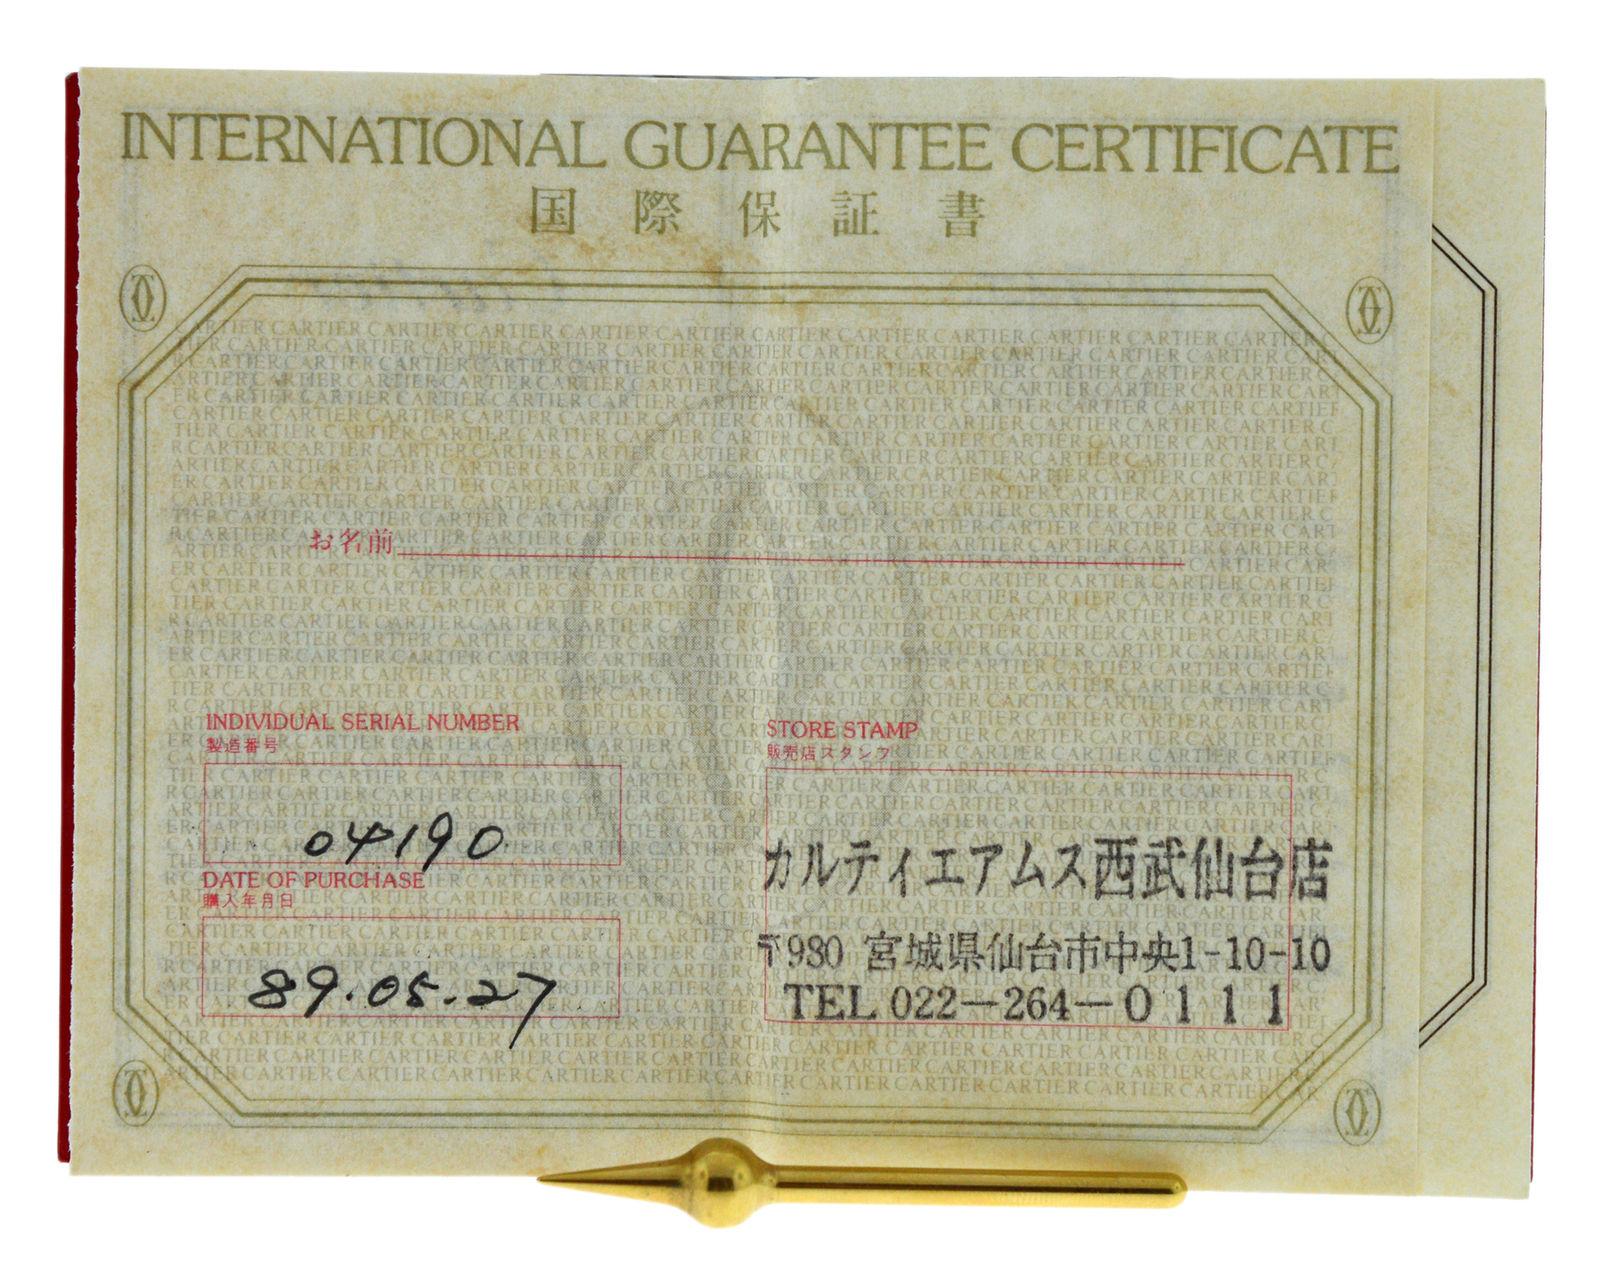 INTERNATIONAL GUARANTEE CERTIFICATE
国際保証書
お名前
INDIVIDUAL SERIAL NUMBER
製造番号
04190
DATE OF PURCHASE
購入年月日
89.05.27
STORE STAMP
販売店スタンプ
カルティエアムス西武仙台店
〒980 宮城県仙台市中央1-10-10
TEL 022-264-0111